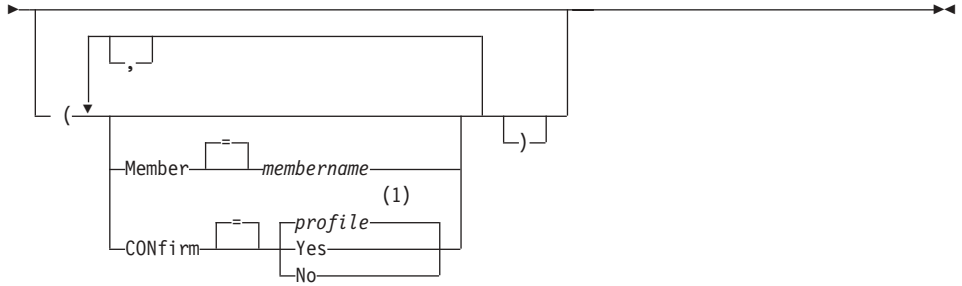 ,
(
)
=
Member membername
(1)
= profile
CONfirm Yes
No